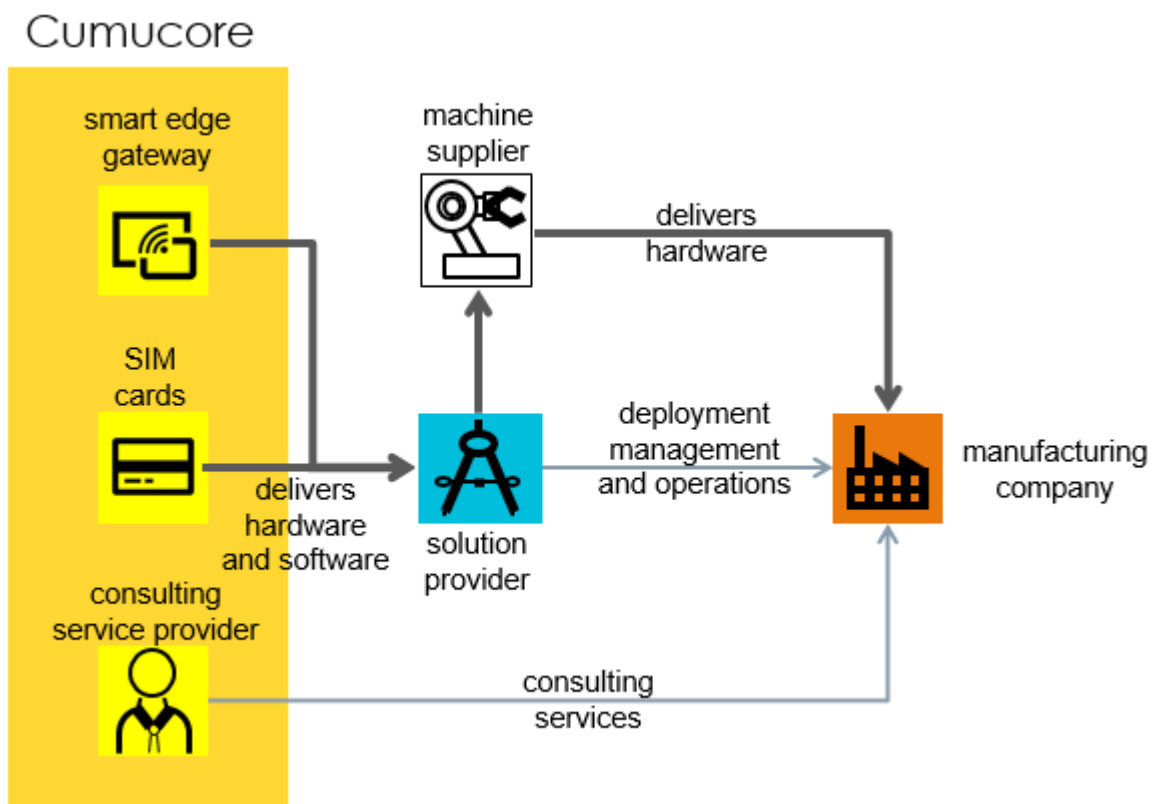 Cumucore
smart edge
gateway
machine
supplier
delivers
hardware
SIM
cards
delivers
hardware
and software
deployment
management
and operations
manufacturing
company
solution
provider
consulting
service provider
consulting
services